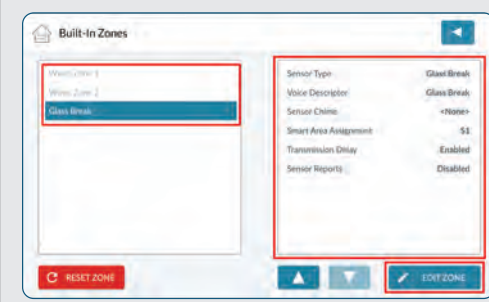 Built-In Zones
Wired Zone 1
Wired Zone 2
Glass Break
Sensor Type Glass Break
Voice Descriptor Glass Break
Sensor Chime <None>
Smart Area Assignment S1
Transmission Delay Enabled
Sensor Reports Disabled
RESET ZONE
EDIT ZONE